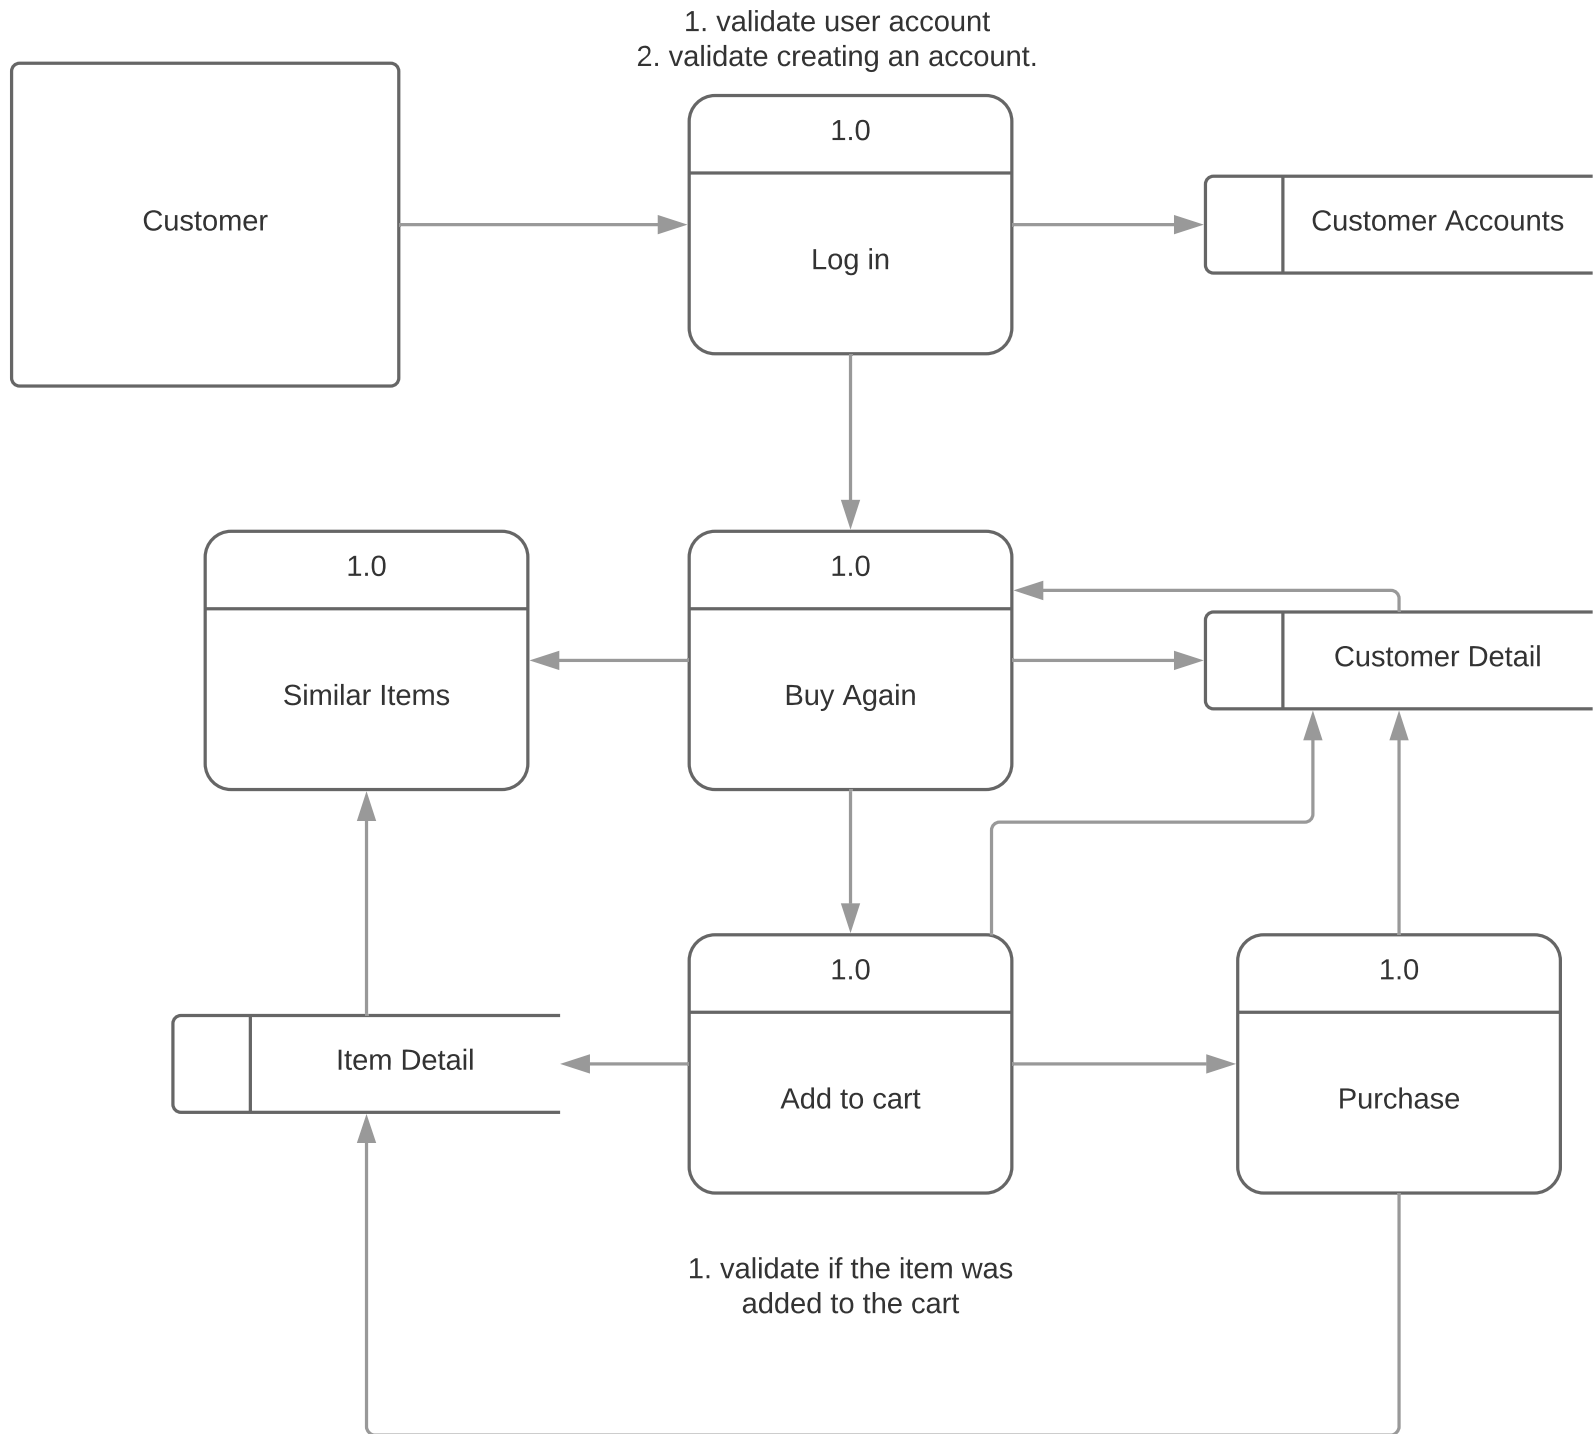 1. validate user account
2. validate creating an account.
Customer
1.0
Log in
Customer Accounts
1.0
Similar Items
1.0
Buy Again
Customer Detail
Item Detail
1.0
Add to cart
1.0
Purchase
1. validate if the item was
added to the cart